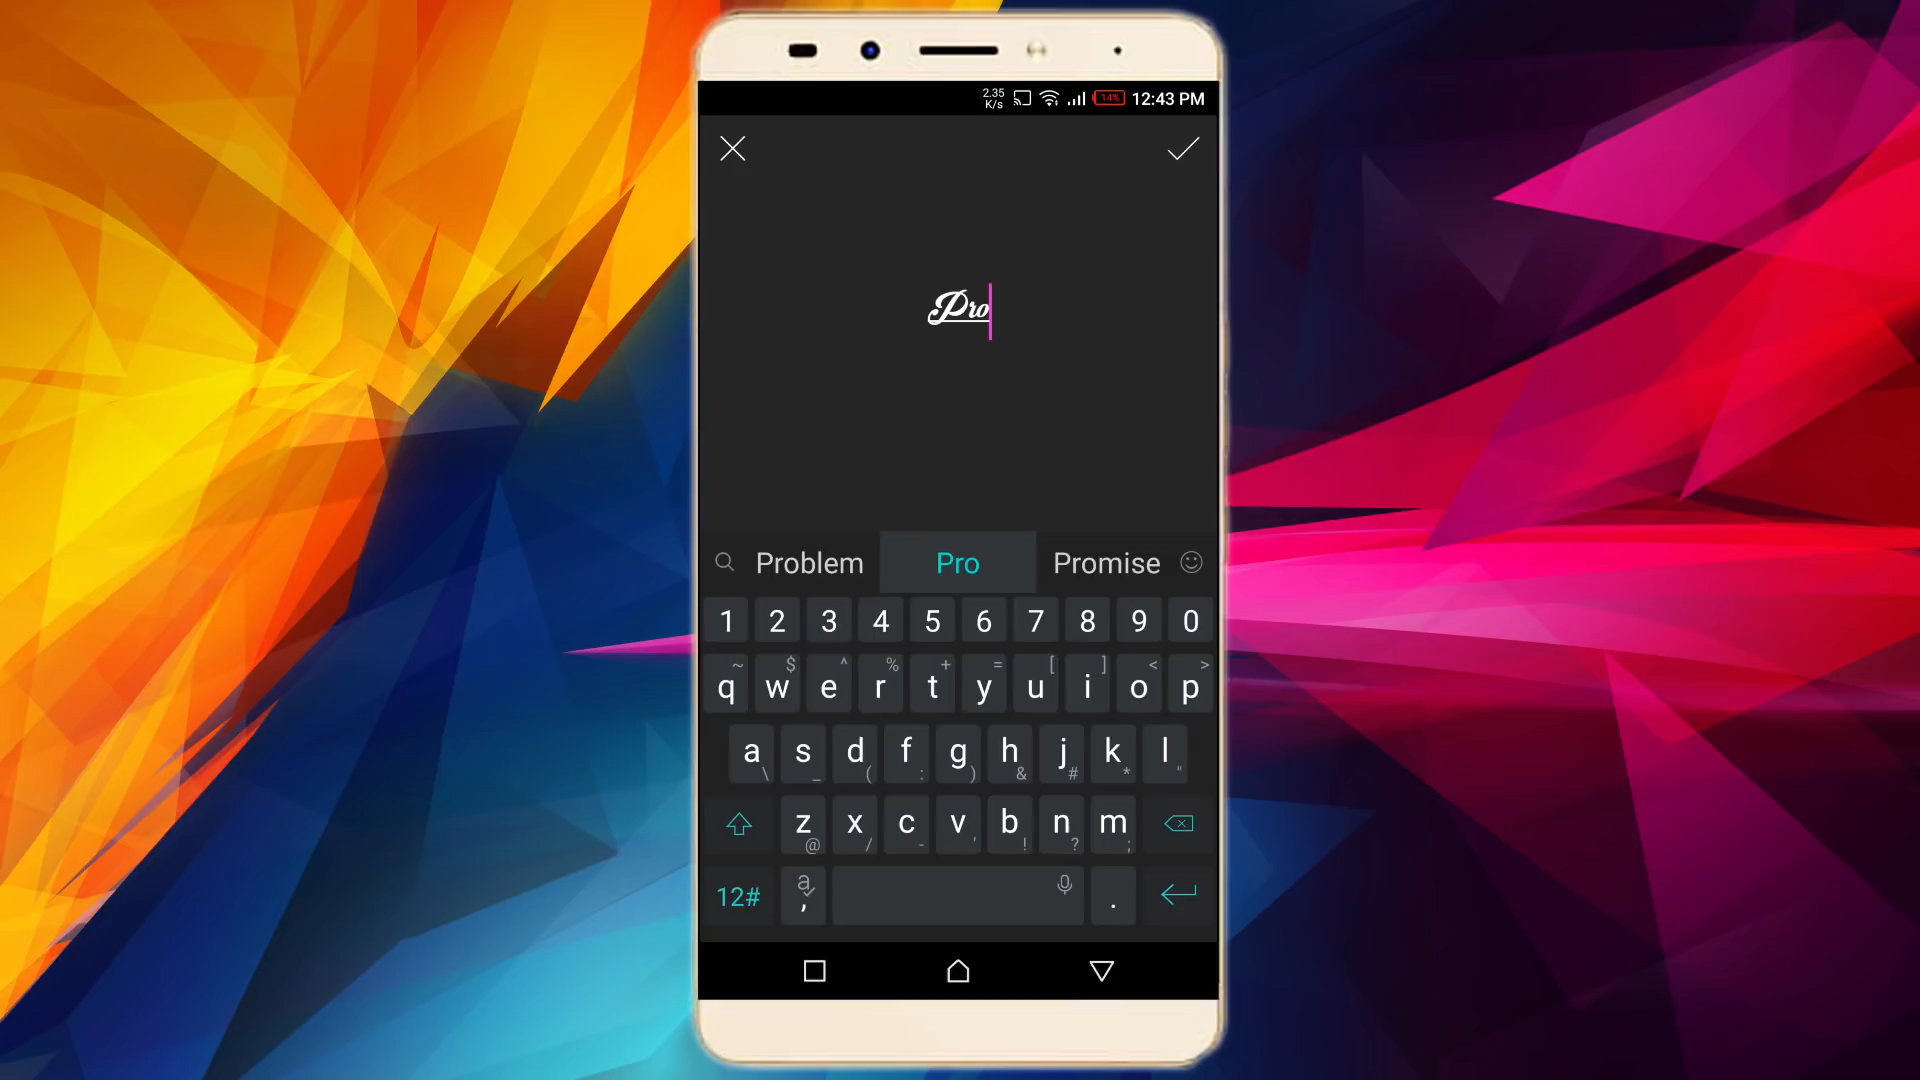 2.35 K/s 14% 12:43 PM
Pro
Problem Pro Promise
1 2 3 4 5 6 7 8 9 0
~ $ ^ % + = [ ] < >
q w e r t y u i o p
a s d f g h j k l
\ _ ( : ) & # * "
z x c v b n m
@ / - ' ! ? ;
12# a , .